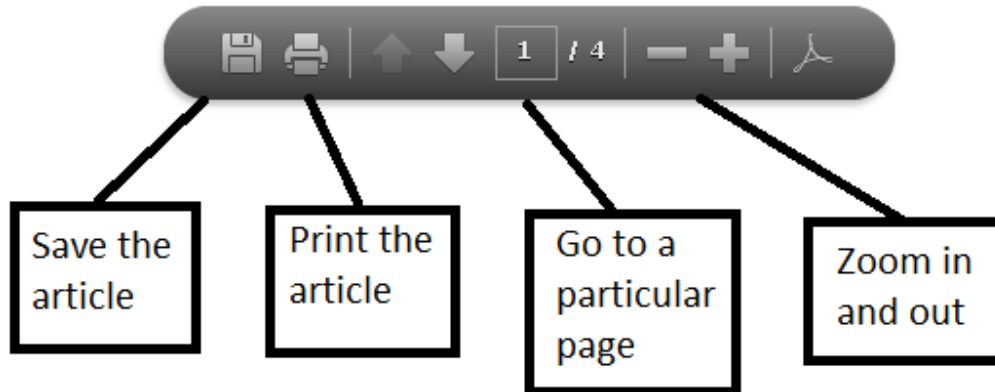 1 / 4
Save the
article
Print the
article
Go to a
particular
page
Zoom in
and out